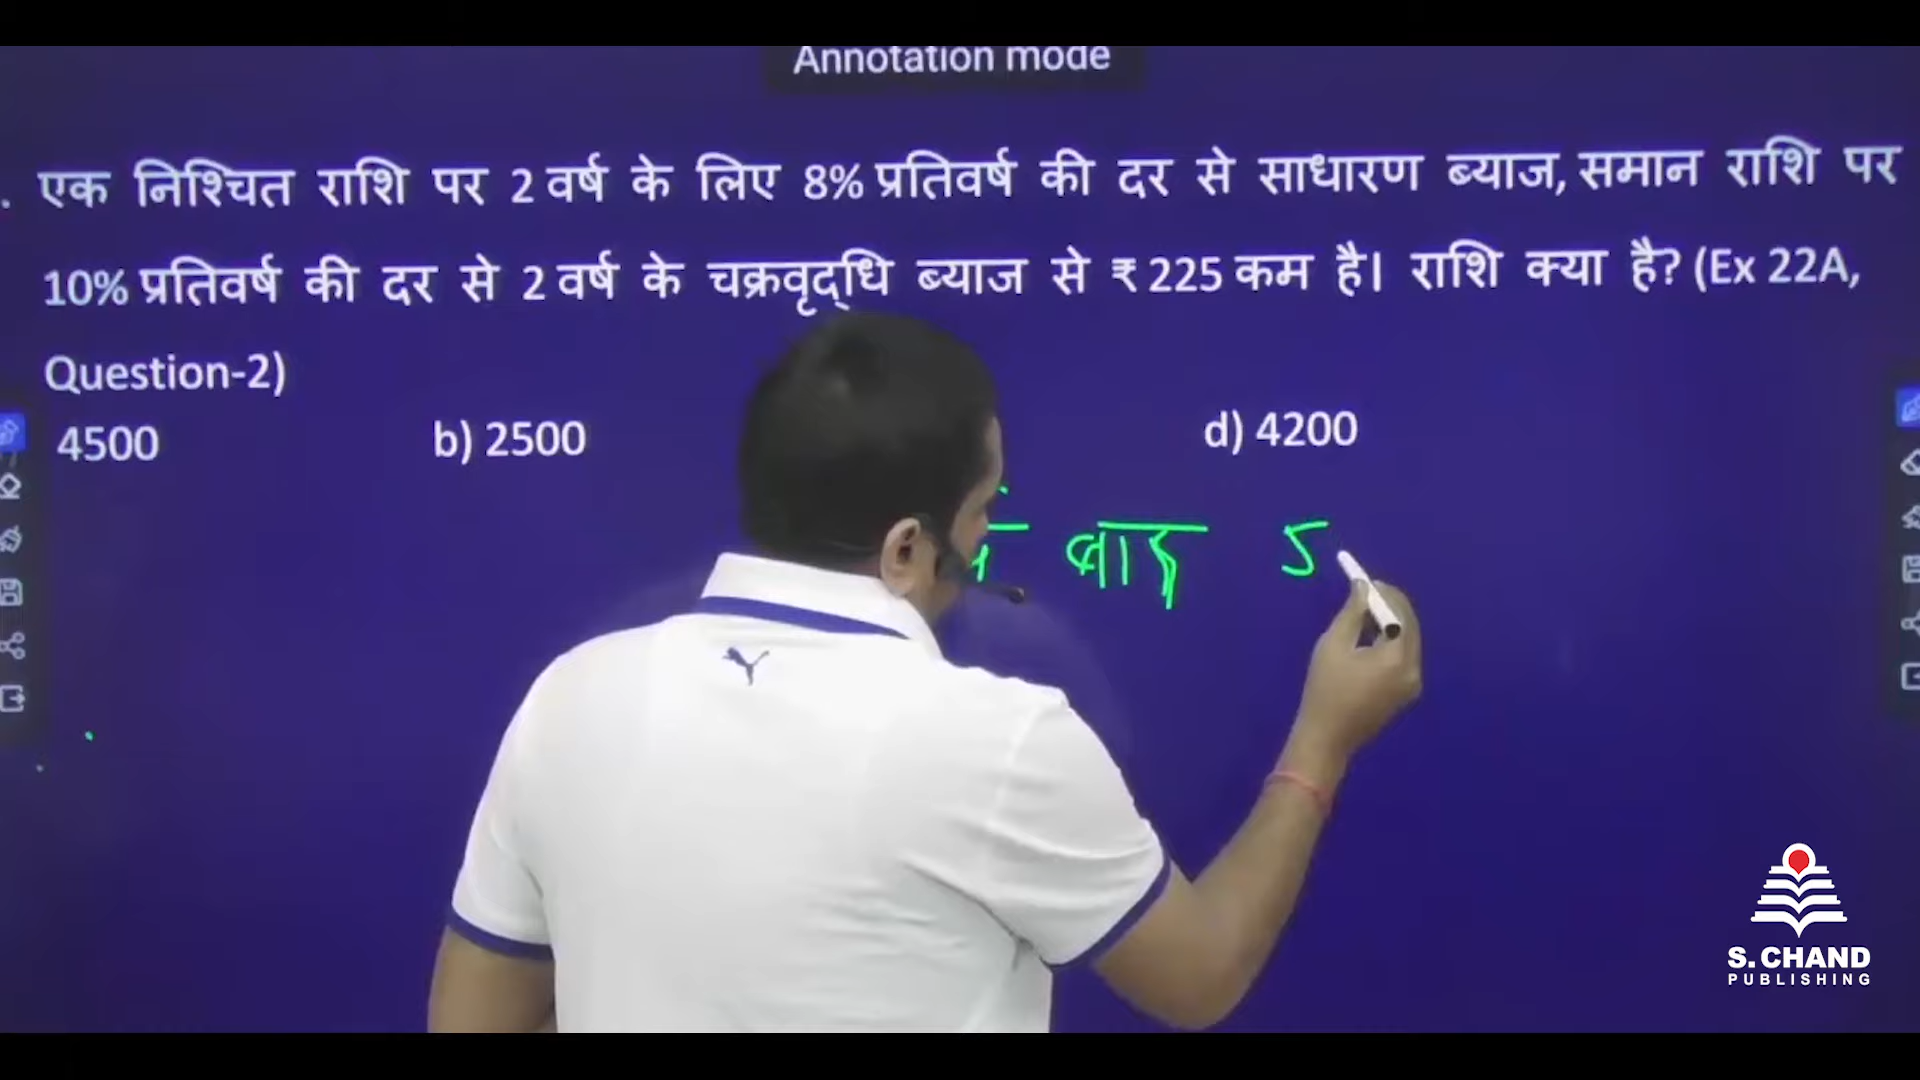 Annotation mode
. एक निश्चित राशि पर 2 वर्ष के लिए 8% प्रतिवर्ष की दर से साधारण ब्याज, समान राशि पर
10% प्रतिवर्ष की दर से 2 वर्ष के चक्रवृद्धि ब्याज से ₹ 225 कम है। राशि क्या है? (Ex 22A,
Question-2)
4500 b) 2500 d) 4200
S. CHAND
PUBLISHING